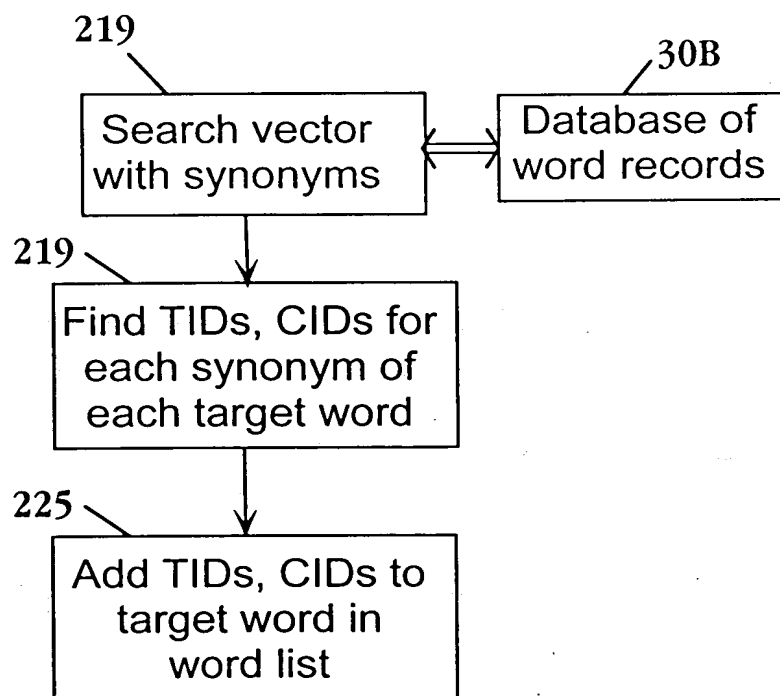 219
Search vector
with synonyms
30B
Database of
word records
219
Find TIDs, CIDs for
each synonym of
each target word
225
Add TIDs, CIDs to
target word in
word list